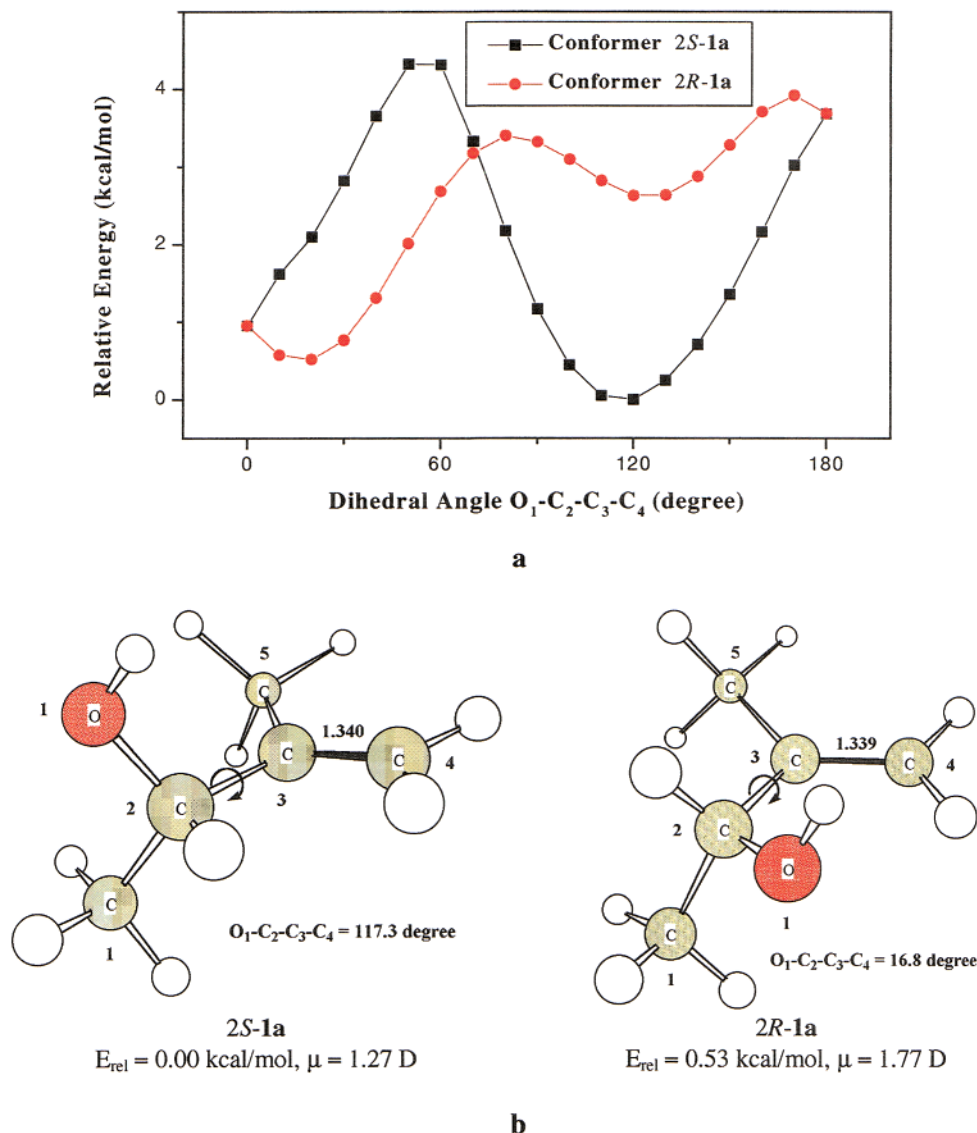 Conformer 2S-1a
Conformer 2R-1a
4
2
0
Relative Energy (kcal/mol)
0 60 120 180
Dihedral Angle O₁-C₂-C₃-C₄ (degree)
a
5
C
1 O
1.340
C C
4
2 C
3
C
1
O₁-C₂-C₃-C₄ = 117.3 degree
2S-1a
E_rel = 0.00 kcal/mol, μ = 1.27 D
5
C
1.339
3 C C 4
2 C
O
1
C
1
O₁-C₂-C₃-C₄ = 16.8 degree
2R-1a
E_rel = 0.53 kcal/mol, μ = 1.77 D
b